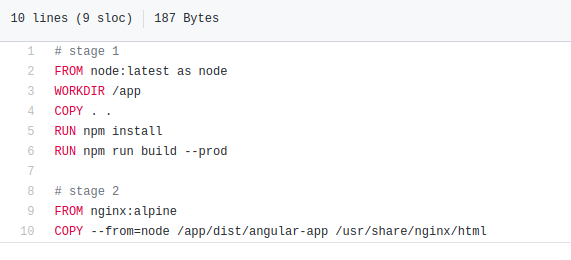 10 lines (9 sloc) 187 Bytes
1 # stage 1
2 FROM node:latest as node
3 WORKDIR /app
4 COPY . .
5 RUN npm install
6 RUN npm run build --prod
7
8 # stage 2
9 FROM nginx:alpine
10 COPY --from=node /app/dist/angular-app /usr/share/nginx/html